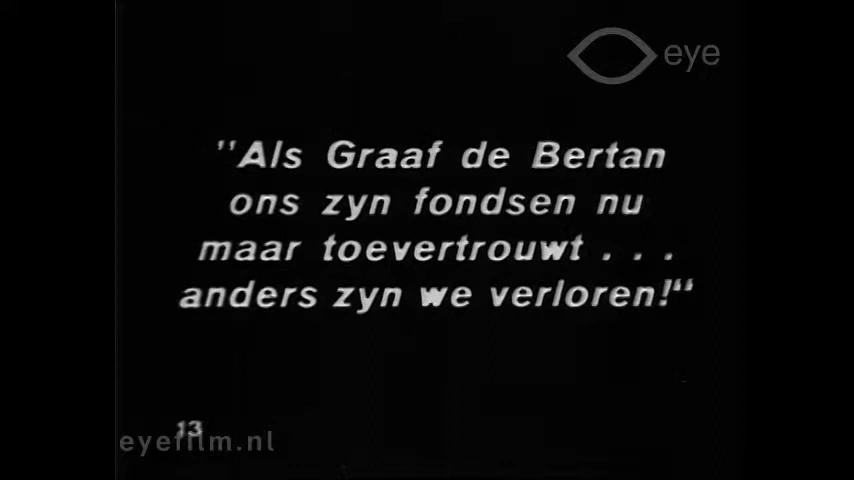 eye
"Als Graaf de Bertan
ons zyn fondsen nu
maar toevertrouwt . . .
anders zyn we verloren!"
13
eyefilm.nl